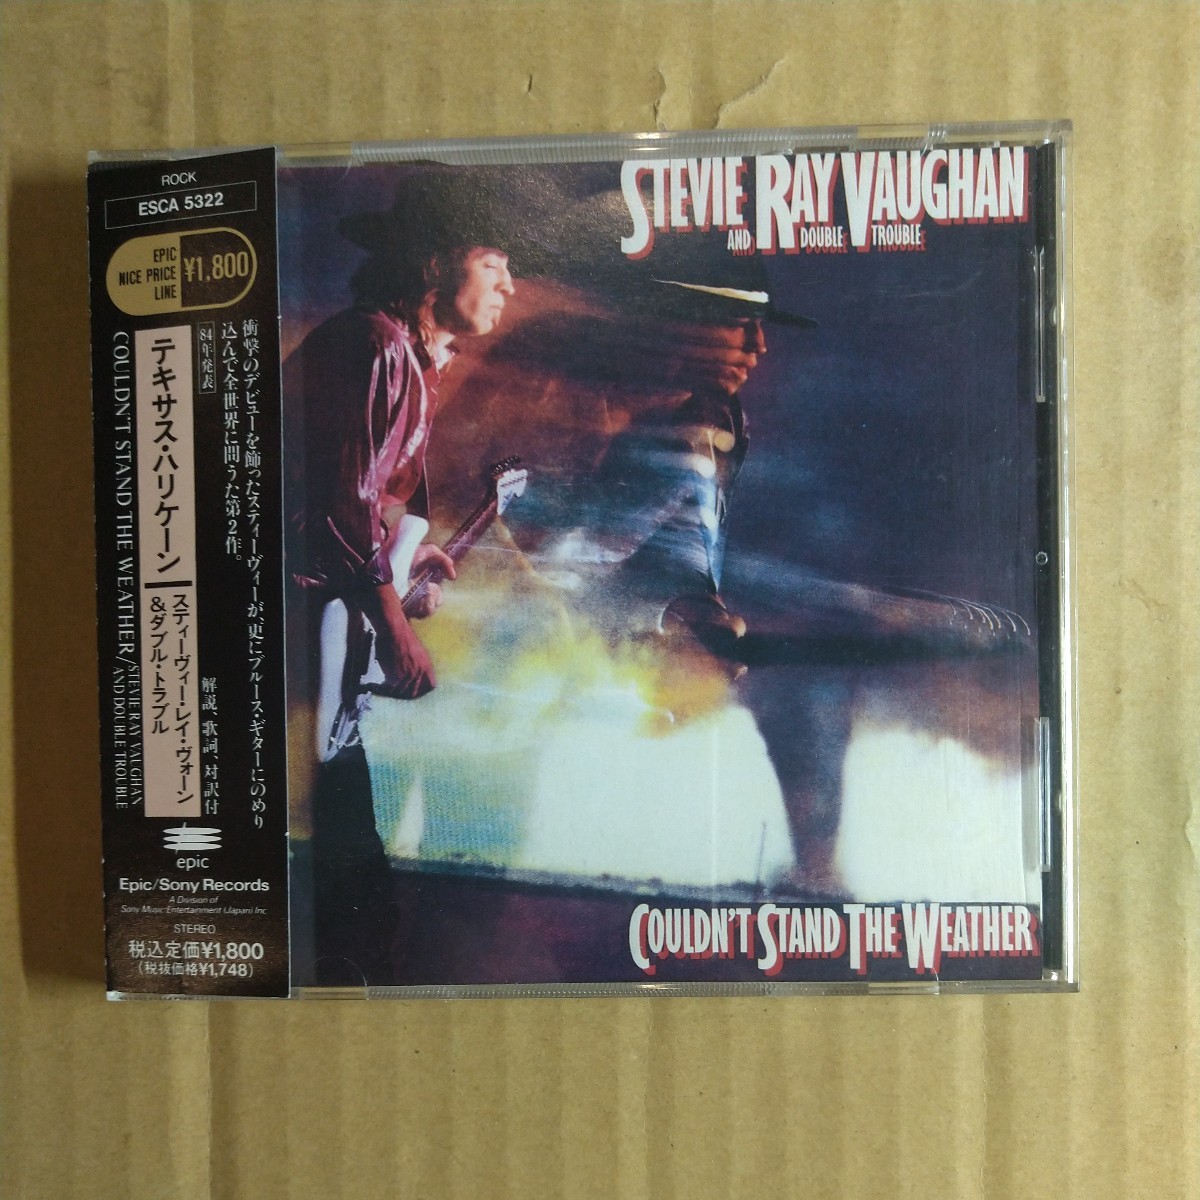 ROCK
ESCA 5322
EPIC
NICE PRICE
LINE
¥1,800
衝撃のデビューを飾ったスティーヴィーが、更にブルース・ギターにのめり
込んで全世界に問うた第2作。
84年発表
解説、歌詞、対訳付
テキサス・ハリケーン
スティーヴィー・レイ・ヴォーン
&ダブル・トラブル
COULDN'T STAND THE WEATHER/STEVIE RAY VAUGHAN
AND DOUBLE TROUBLE
epic
Epic/Sony Records
A Division of
Sony Music Entertainment (Japan) Inc
STEREO
税込定価¥1,800
(税抜価格¥1,748)
STEVIE RAY VAUGHAN
AND DOUBLE TROUBLE
COULDN'T STAND THE WEATHER